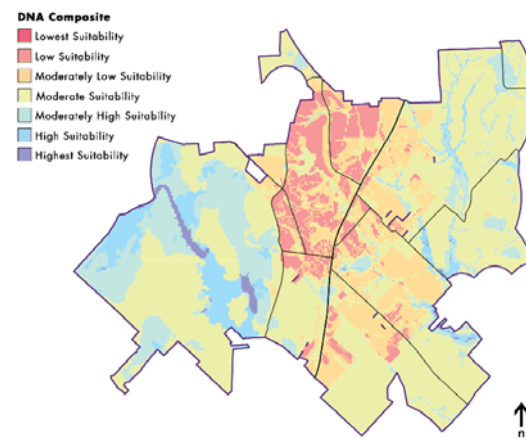 DNA Composite
Lowest Suitability
Low Suitability
Moderately Low Suitability
Moderate Suitability
Moderately High Suitability
High Suitability
Highest Suitability
n